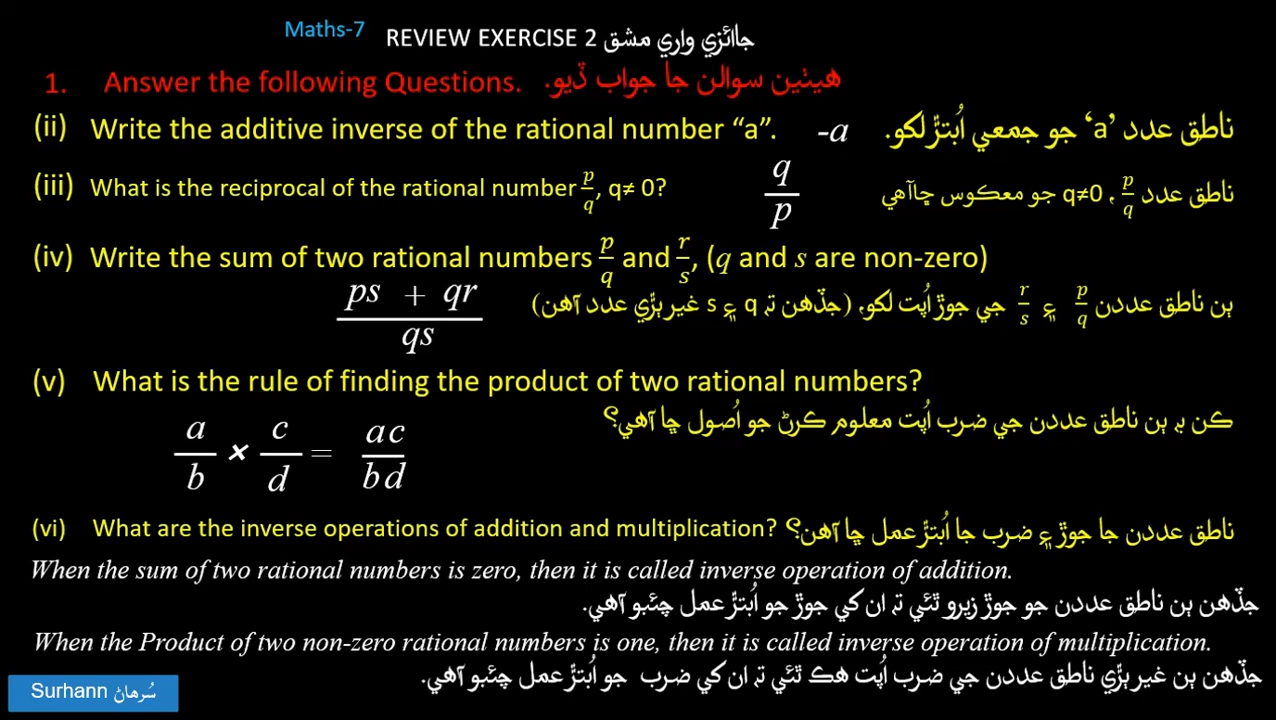 Maths-7
REVIEW EXERCISE 2 جائزي واري مشق
1. Answer the following Questions. هيٺين سوالن جا جواب ڏيو.
(ii) Write the additive inverse of the rational number “a”. -a ناطق عدد ’a‘ جو جمعي اُبتڙ لکو.
(iii) What is the reciprocal of the rational number p/q, q≠ 0? q/p ناطق عدد p/q ، q≠0 جو معڪوس ڇا آهي
(iv) Write the sum of two rational numbers p/q and r/s, (q and s are non-zero)
ps + qr / qs ٻن ناطق عددن p/q ۽ r/s جي جوڙ اُپت لکو، (جڏهن ته q ۽ s غير ٻڙي عدد آهن)
(v) What is the rule of finding the product of two rational numbers?
ڪن به ٻن ناطق عددن جي ضرب اُپت معلوم ڪرڻ جو اُصول ڇا آهي؟
a/b × c/d = ac/bd
(vi) What are the inverse operations of addition and multiplication? ناطق عددن جا جوڙ ۽ ضرب جا اُبتڙ عمل ڇا آهن؟
When the sum of two rational numbers is zero, then it is called inverse operation of addition.
جڏهن ٻن ناطق عددن جو جوڙ زيرو ٿئي ته ان کي جوڙ جو اُبتڙ عمل چئبو آهي.
When the Product of two non-zero rational numbers is one, then it is called inverse operation of multiplication.
جڏهن ٻن غير ٻڙي ناطق عددن جي ضرب اُپت هڪ ٿئي ته ان کي ضرب جو اُبتڙ عمل چئبو آهي.
Surhann سُرهاڻ